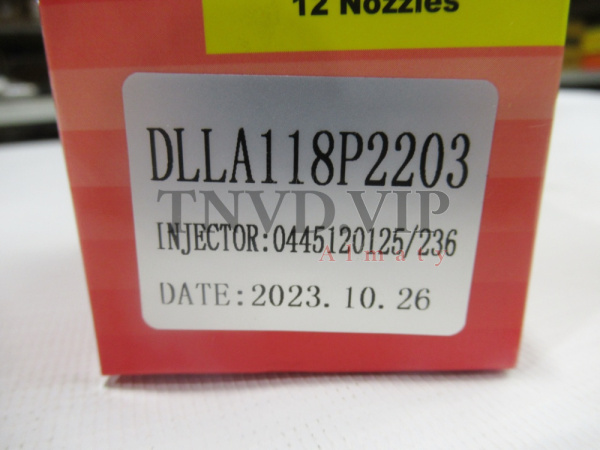 12 Nozzles
DLLA118P2203
TNVD VIP
INJECTOR:0445120125/236
Almaty
DATE:2023.10.26